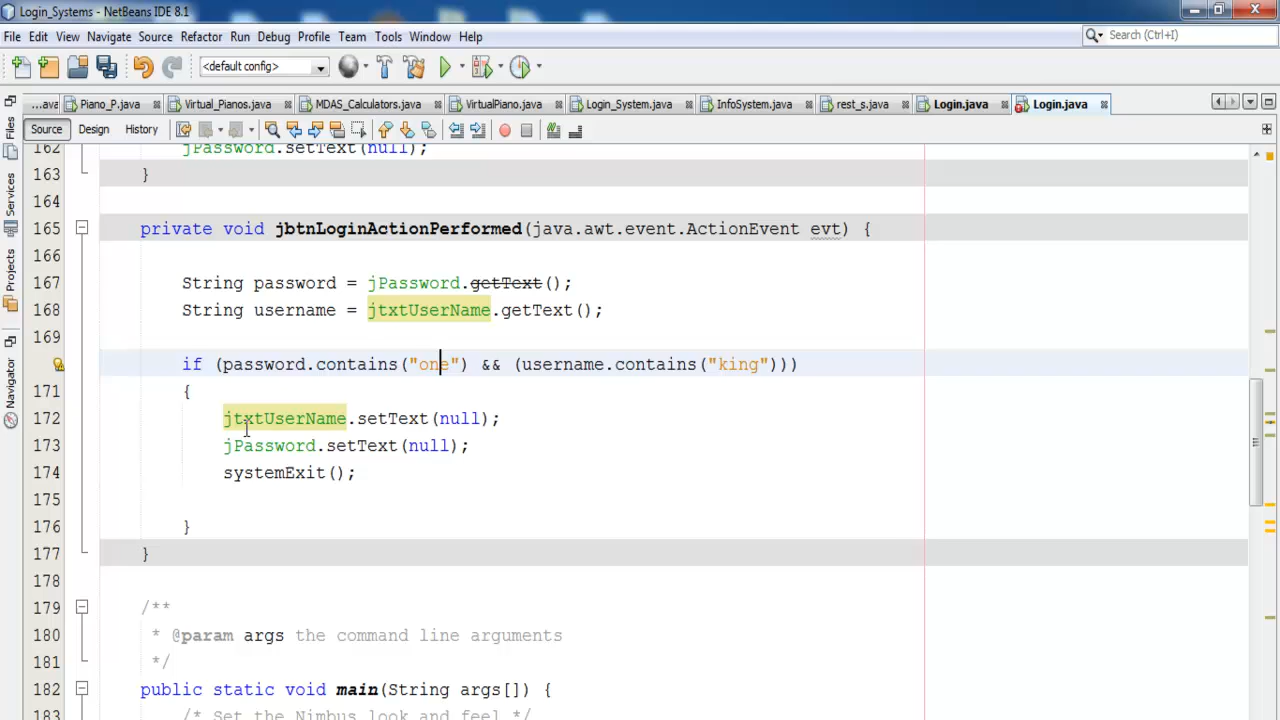 Login_Systems - NetBeans IDE 8.1
File Edit View Navigate Source Refactor Run Debug Profile Team Tools Window Help
Search (Ctrl+I)
<default config>
...ava Piano_P.java Virtual_Pianos.java MDAS_Calculators.java VirtualPiano.java Login_System.java InfoSystem.java rest_s.java Login.java Login.java
Source Design History
Files
Services
Projects
Navigator
162 jPassword.setText(null);
163 }
164
165 private void jbtnLoginActionPerformed(java.awt.event.ActionEvent evt) {
166
167 String password = jPassword.getText();
168 String username = jtxtUserName.getText();
169
if (password.contains("one") && (username.contains("king")))
171 {
172 jtxtUserName.setText(null);
173 jPassword.setText(null);
174 systemExit();
175
176 }
177 }
178
179 /**
180 * @param args the command line arguments
181 */
182 public static void main(String args[]) {
183 /* Set the Nimbus look and feel */